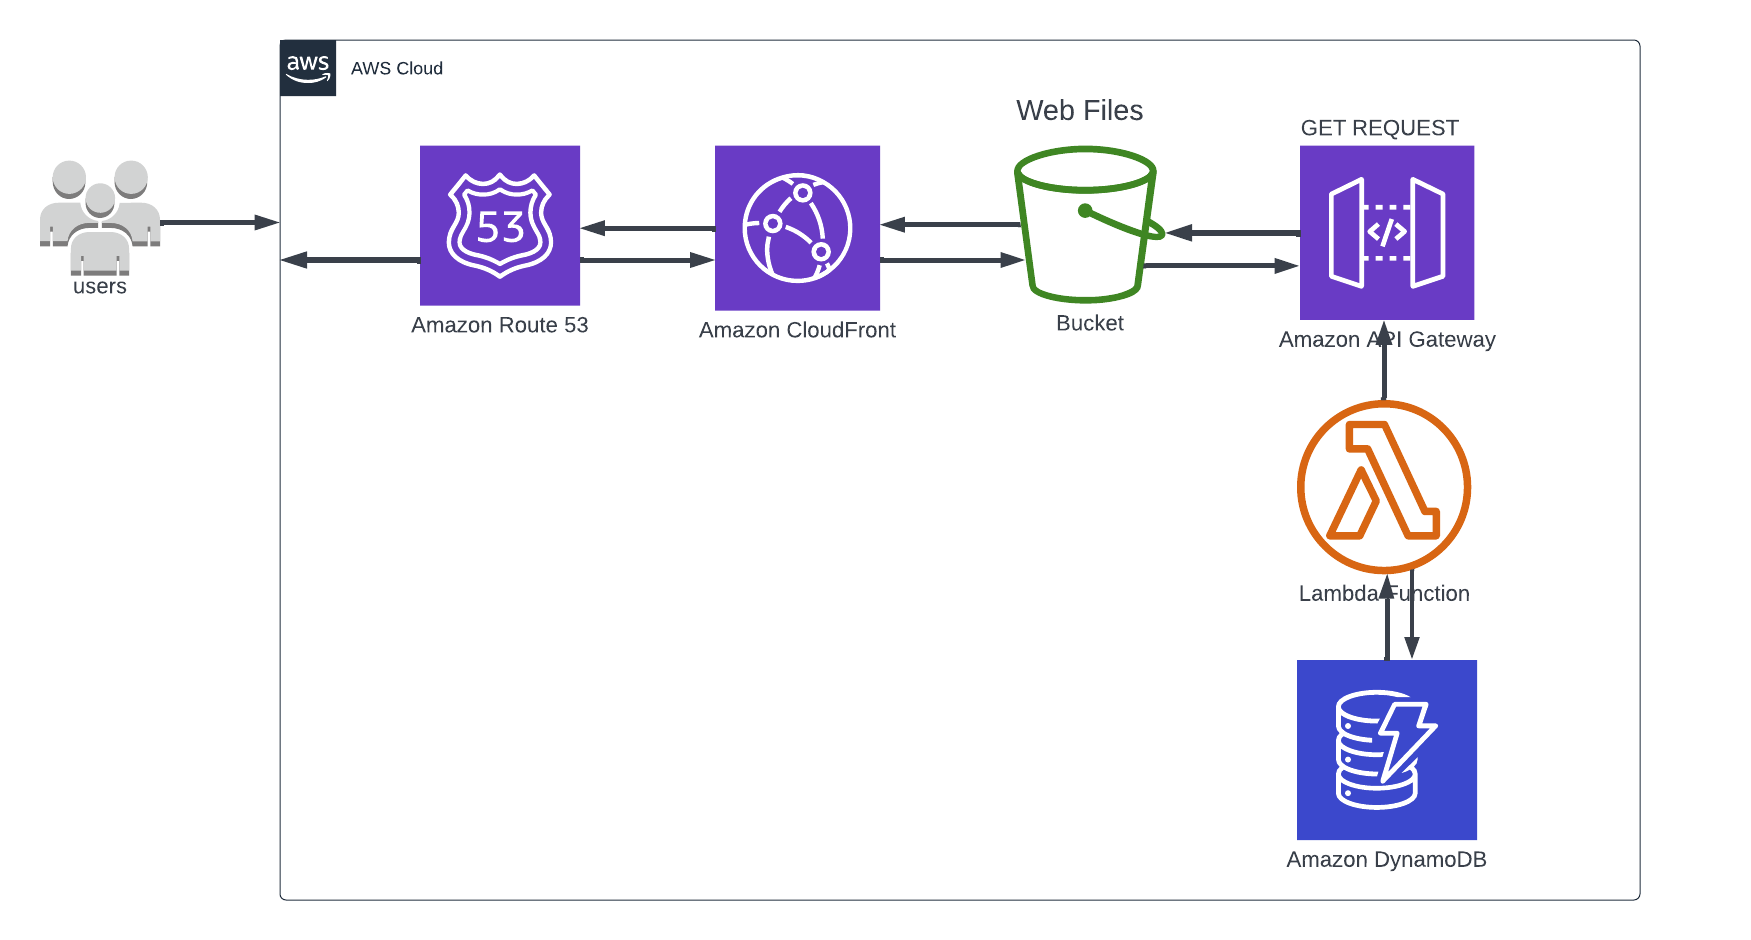 aws
AWS Cloud
Web Files
GET REQUEST
53
users
Amazon Route 53
Amazon CloudFront
Bucket
</>
Amazon API Gateway
Lambda Function
Amazon DynamoDB